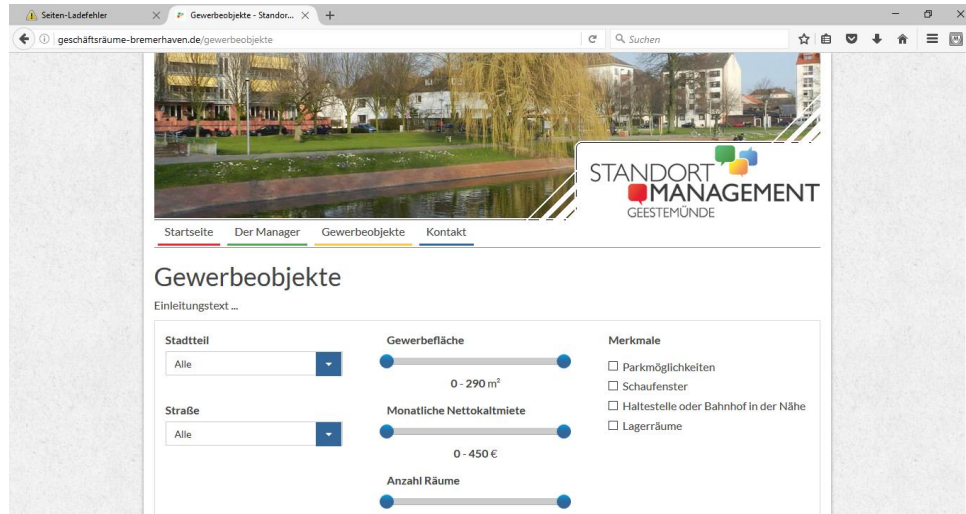 Seiten-Ladefehler
Gewerbeobjekte - Standor...
geschäftsräume-bremerhaven.de/gewerbeobjekte
Suchen
STANDORT
MANAGEMENT
GEESTEMÜNDE
Startseite Der Manager Gewerbeobjekte Kontakt
Gewerbeobjekte
Einleitungstext ...
Stadtteil
Alle
Straße
Alle
Gewerbefläche
0 - 290 m²
Monatliche Nettokaltmiete
0 - 450 €
Anzahl Räume
Merkmale
Parkmöglichkeiten
Schaufenster
Haltestelle oder Bahnhof in der Nähe
Lagerräume